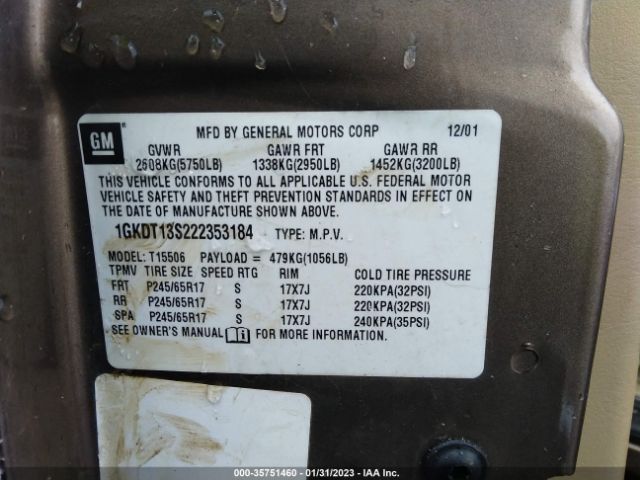 GM MFD BY GENERAL MOTORS CORP 12/01
GVWR GAWR FRT GAWR RR
2608KG(5750LB) 1338KG(2950LB) 1452KG(3200LB)
THIS VEHICLE CONFORMS TO ALL APPLICABLE U.S. FEDERAL MOTOR
VEHICLE SAFETY AND THEFT PREVENTION STANDARDS IN EFFECT ON
THE DATE OF MANUFACTURE SHOWN ABOVE.
1GKDT13S222353184 TYPE: M.P.V.
MODEL: T15506 PAYLOAD = 479KG(1056LB)
TPMV TIRE SIZE SPEED RTG RIM COLD TIRE PRESSURE
FRT P245/65R17 S 17X7J 220KPA(32PSI)
RR P245/65R17 S 17X7J 220KPA(32PSI)
SPA P245/65R17 S 17X7J 240KPA(35PSI)
SEE OWNER'S MANUAL FOR MORE INFORMATION.
000-35751460 - 01/31/2023 - IAA Inc.